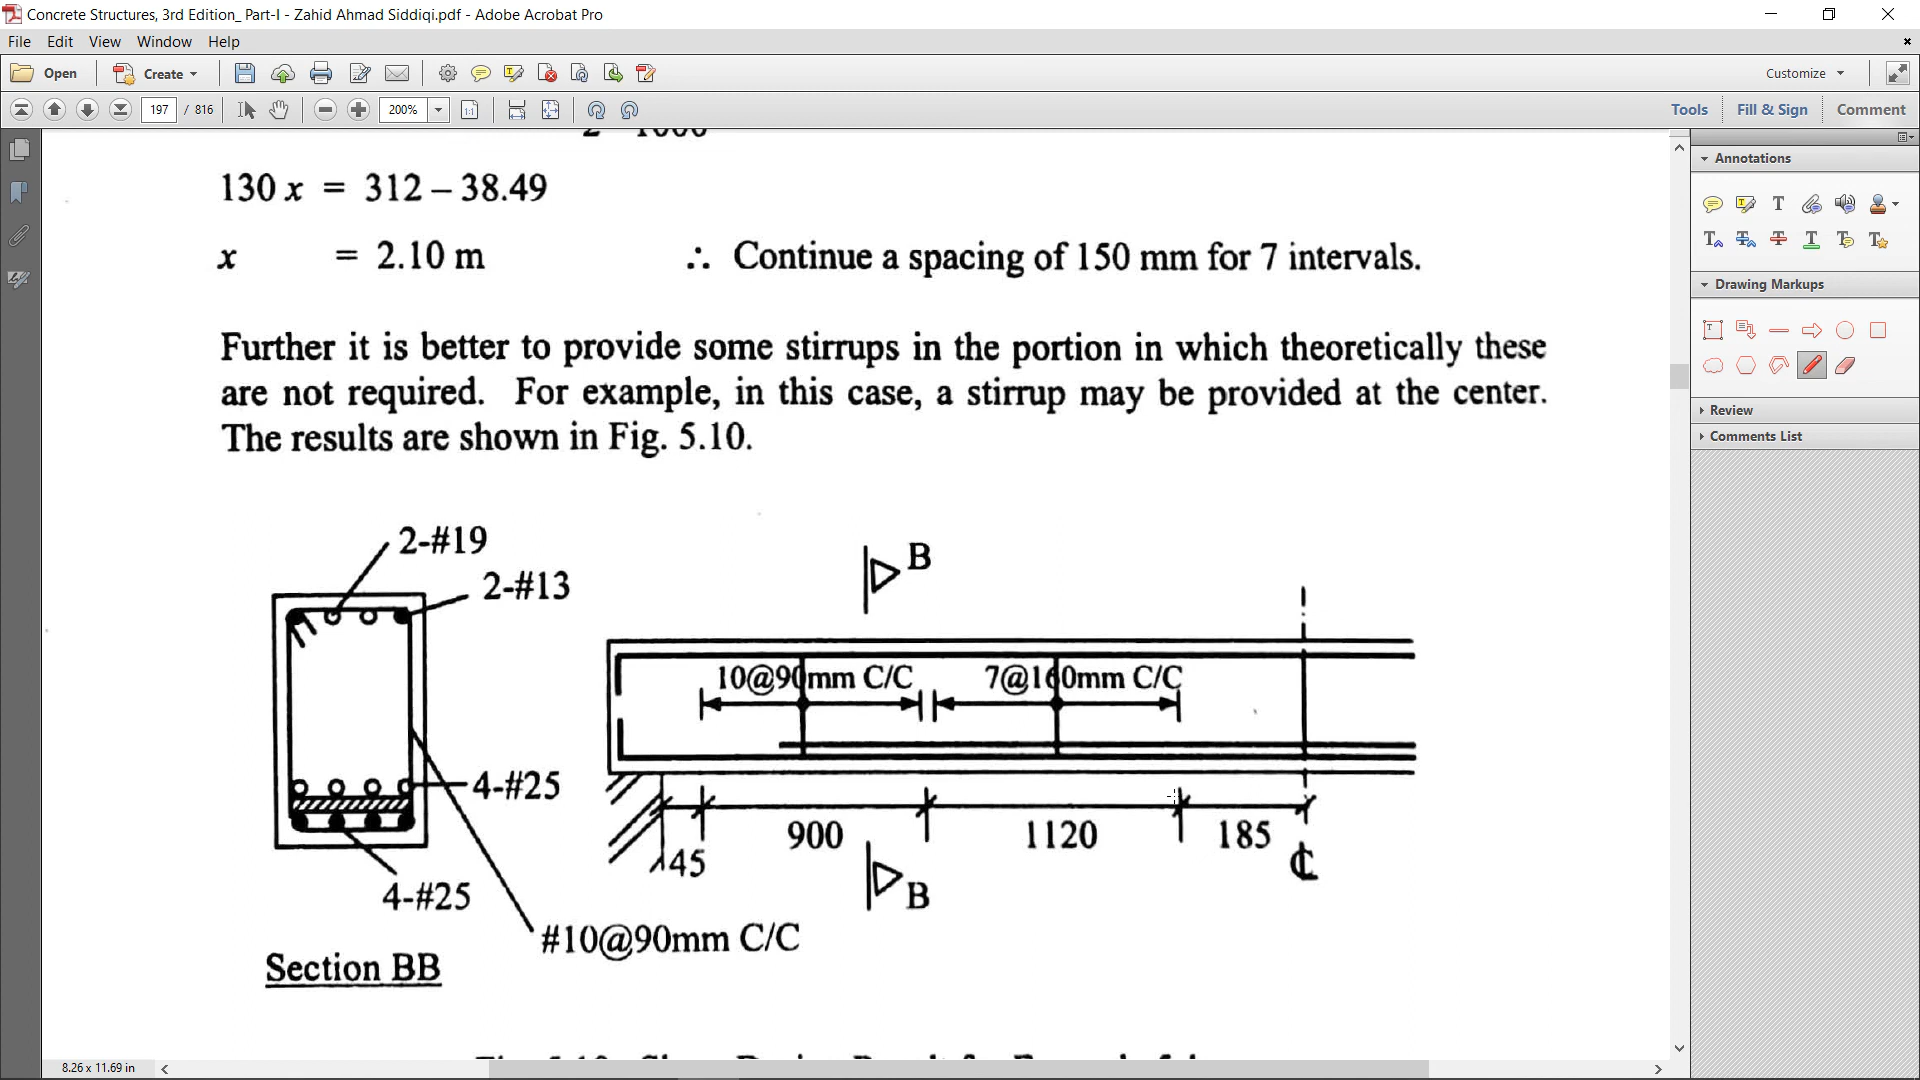 Concrete Structures, 3rd Edition_ Part-I - Zahid Ahmad Siddiqi.pdf - Adobe Acrobat Pro
File Edit View Window Help
Open Create Customize
197 / 816 200% Tools Fill & Sign Comment
130 x = 312 – 38.49
x = 2.10 m ∴ Continue a spacing of 150 mm for 7 intervals.
Further it is better to provide some stirrups in the portion in which theoretically these
are not required. For example, in this case, a stirrup may be provided at the center.
The results are shown in Fig. 5.10.
2-#19
2-#13
B
10@90mm C/C 7@160mm C/C
4-#25
900 1120 185
45
℄
4-#25
B
#10@90mm C/C
Section BB
Annotations
Drawing Markups
Review
Comments List
8.26 x 11.69 in